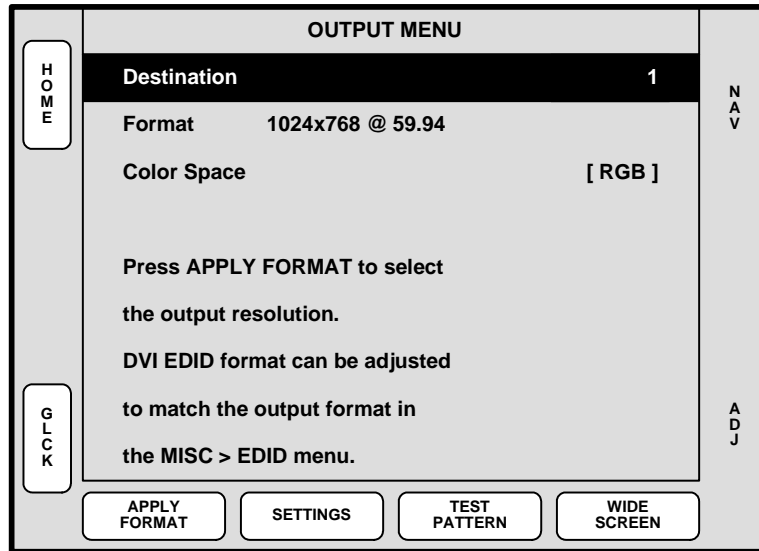 OUTPUT MENU
HOME
Destination 1
NAV
Format 1024x768 @ 59.94
Color Space [ RGB ]
Press APPLY FORMAT to select
the output resolution.
DVI EDID format can be adjusted
to match the output format in
the MISC > EDID menu.
GLCK
ADJ
APPLY FORMAT
SETTINGS
TEST PATTERN
WIDE SCREEN